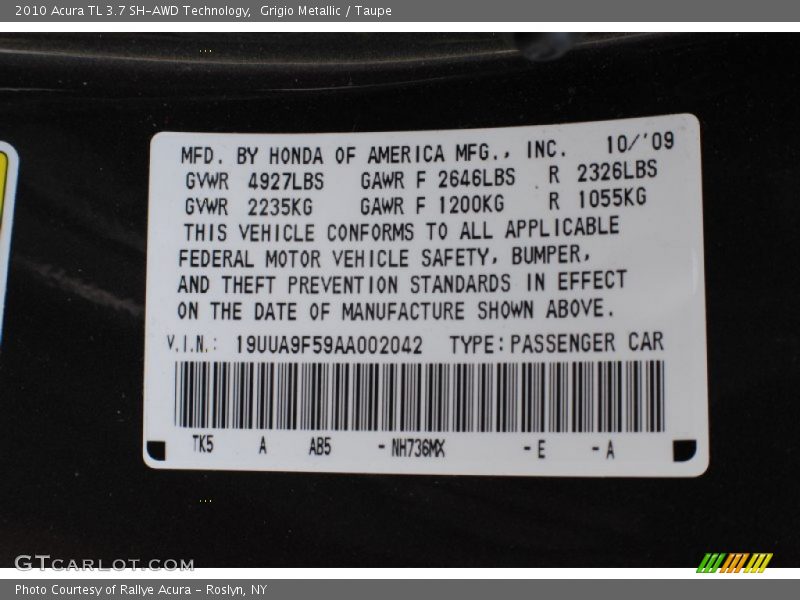 2010 Acura TL 3.7 SH-AWD Technology,  Grigio Metallic / Taupe
MFD. BY HONDA OF AMERICA MFG., INC. 10/'09
GVWR 4927LBS GAWR F 2646LBS R 2326LBS
GVWR 2235KG GAWR F 1200KG R 1055KG
THIS VEHICLE CONFORMS TO ALL APPLICABLE
FEDERAL MOTOR VEHICLE SAFETY, BUMPER,
AND THEFT PREVENTION STANDARDS IN EFFECT
ON THE DATE OF MANUFACTURE SHOWN ABOVE.
V.I.N.: 19UUA9F59AA002042 TYPE:PASSENGER CAR
TK5 A AB5 -NH736MX -E -A
GTCARLOT.COM
Photo Courtesy of Rallye Acura - Roslyn, NY